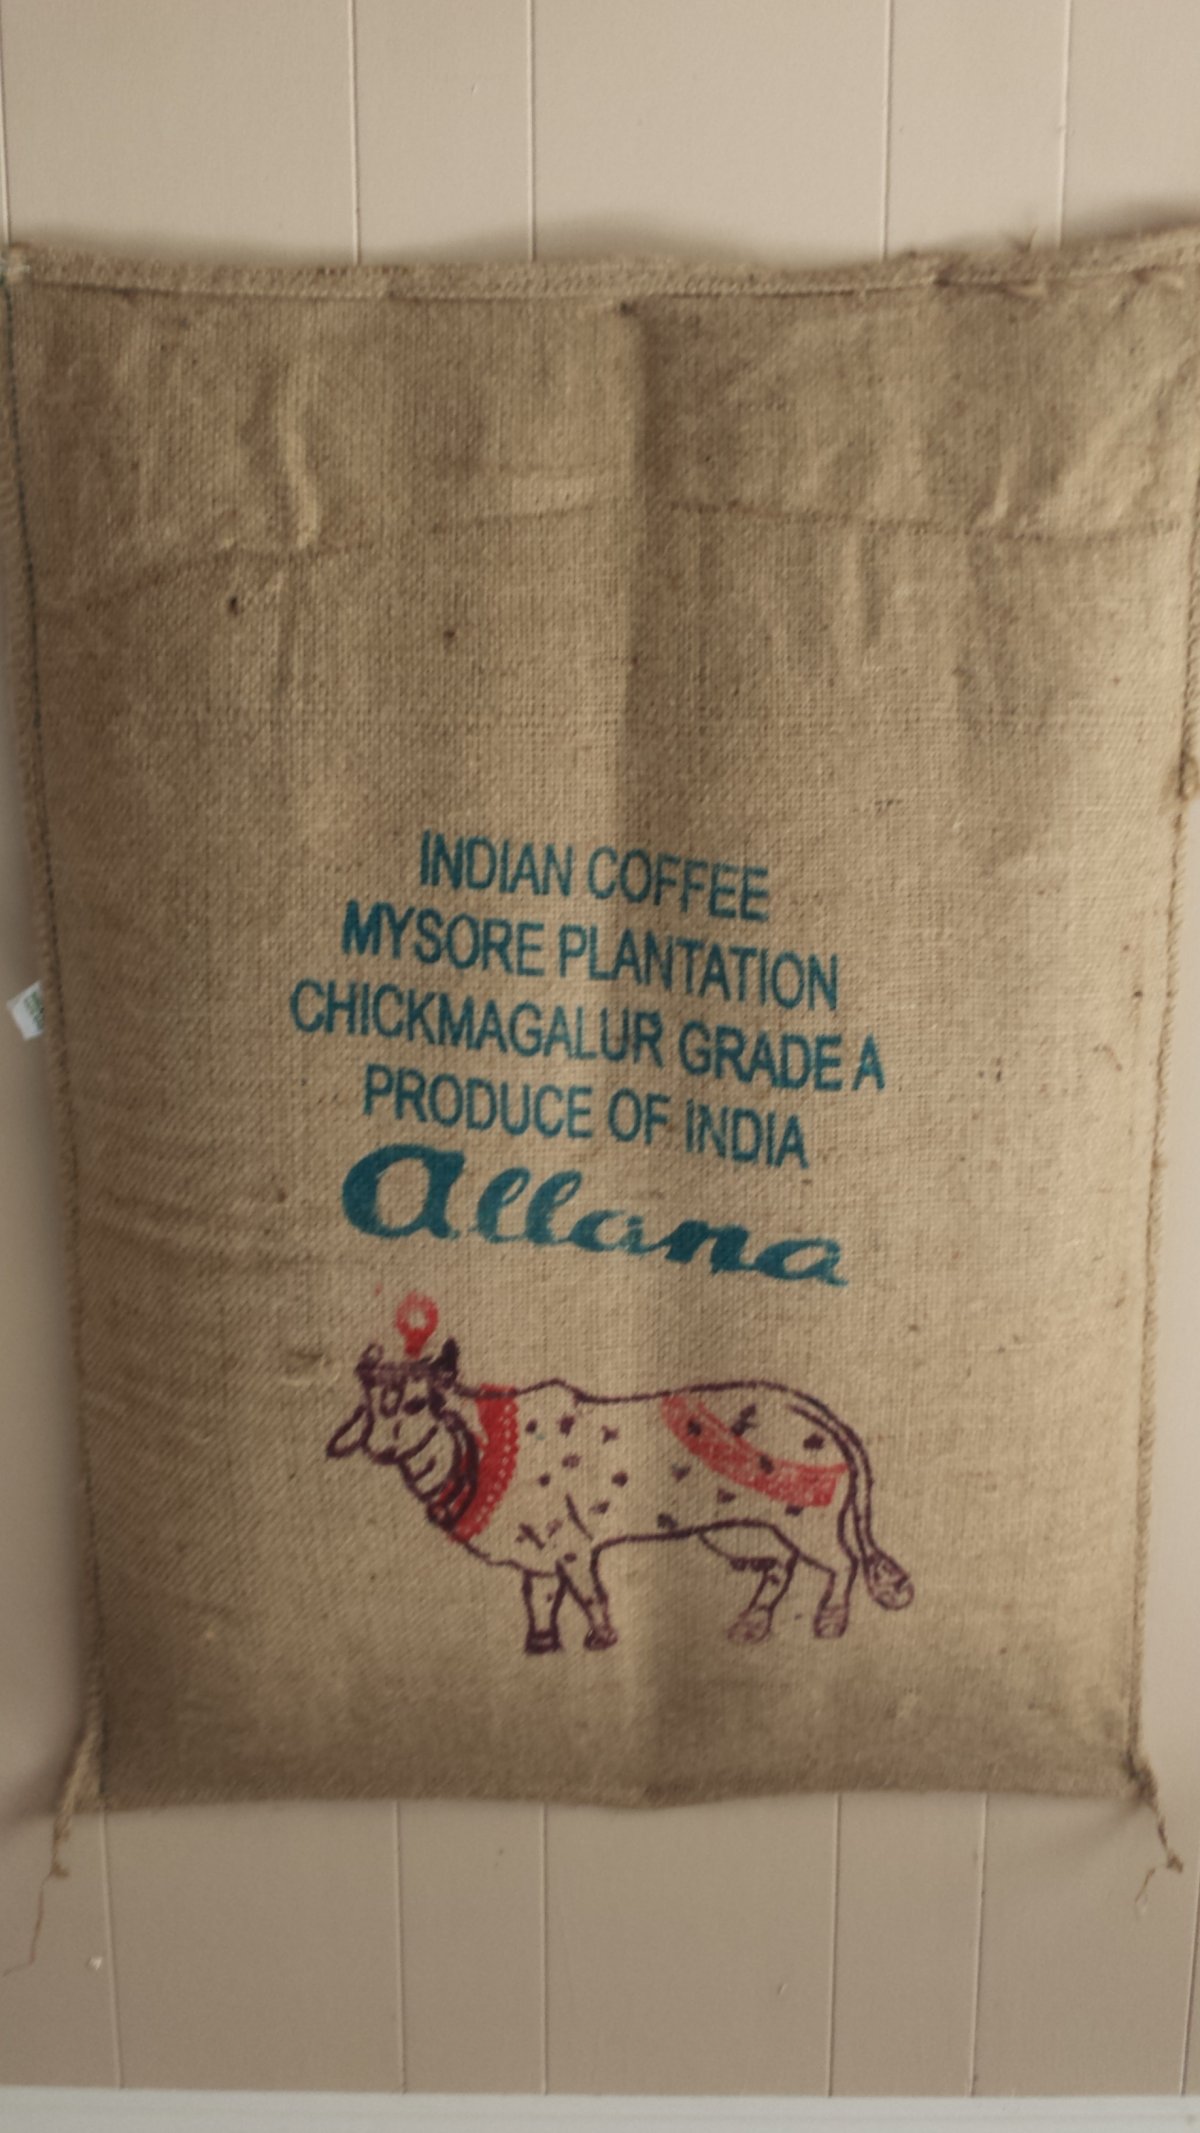 INDIAN COFFEE
MYSORE PLANTATION
CHICKMAGALUR GRADE A
PRODUCE OF INDIA
Allana